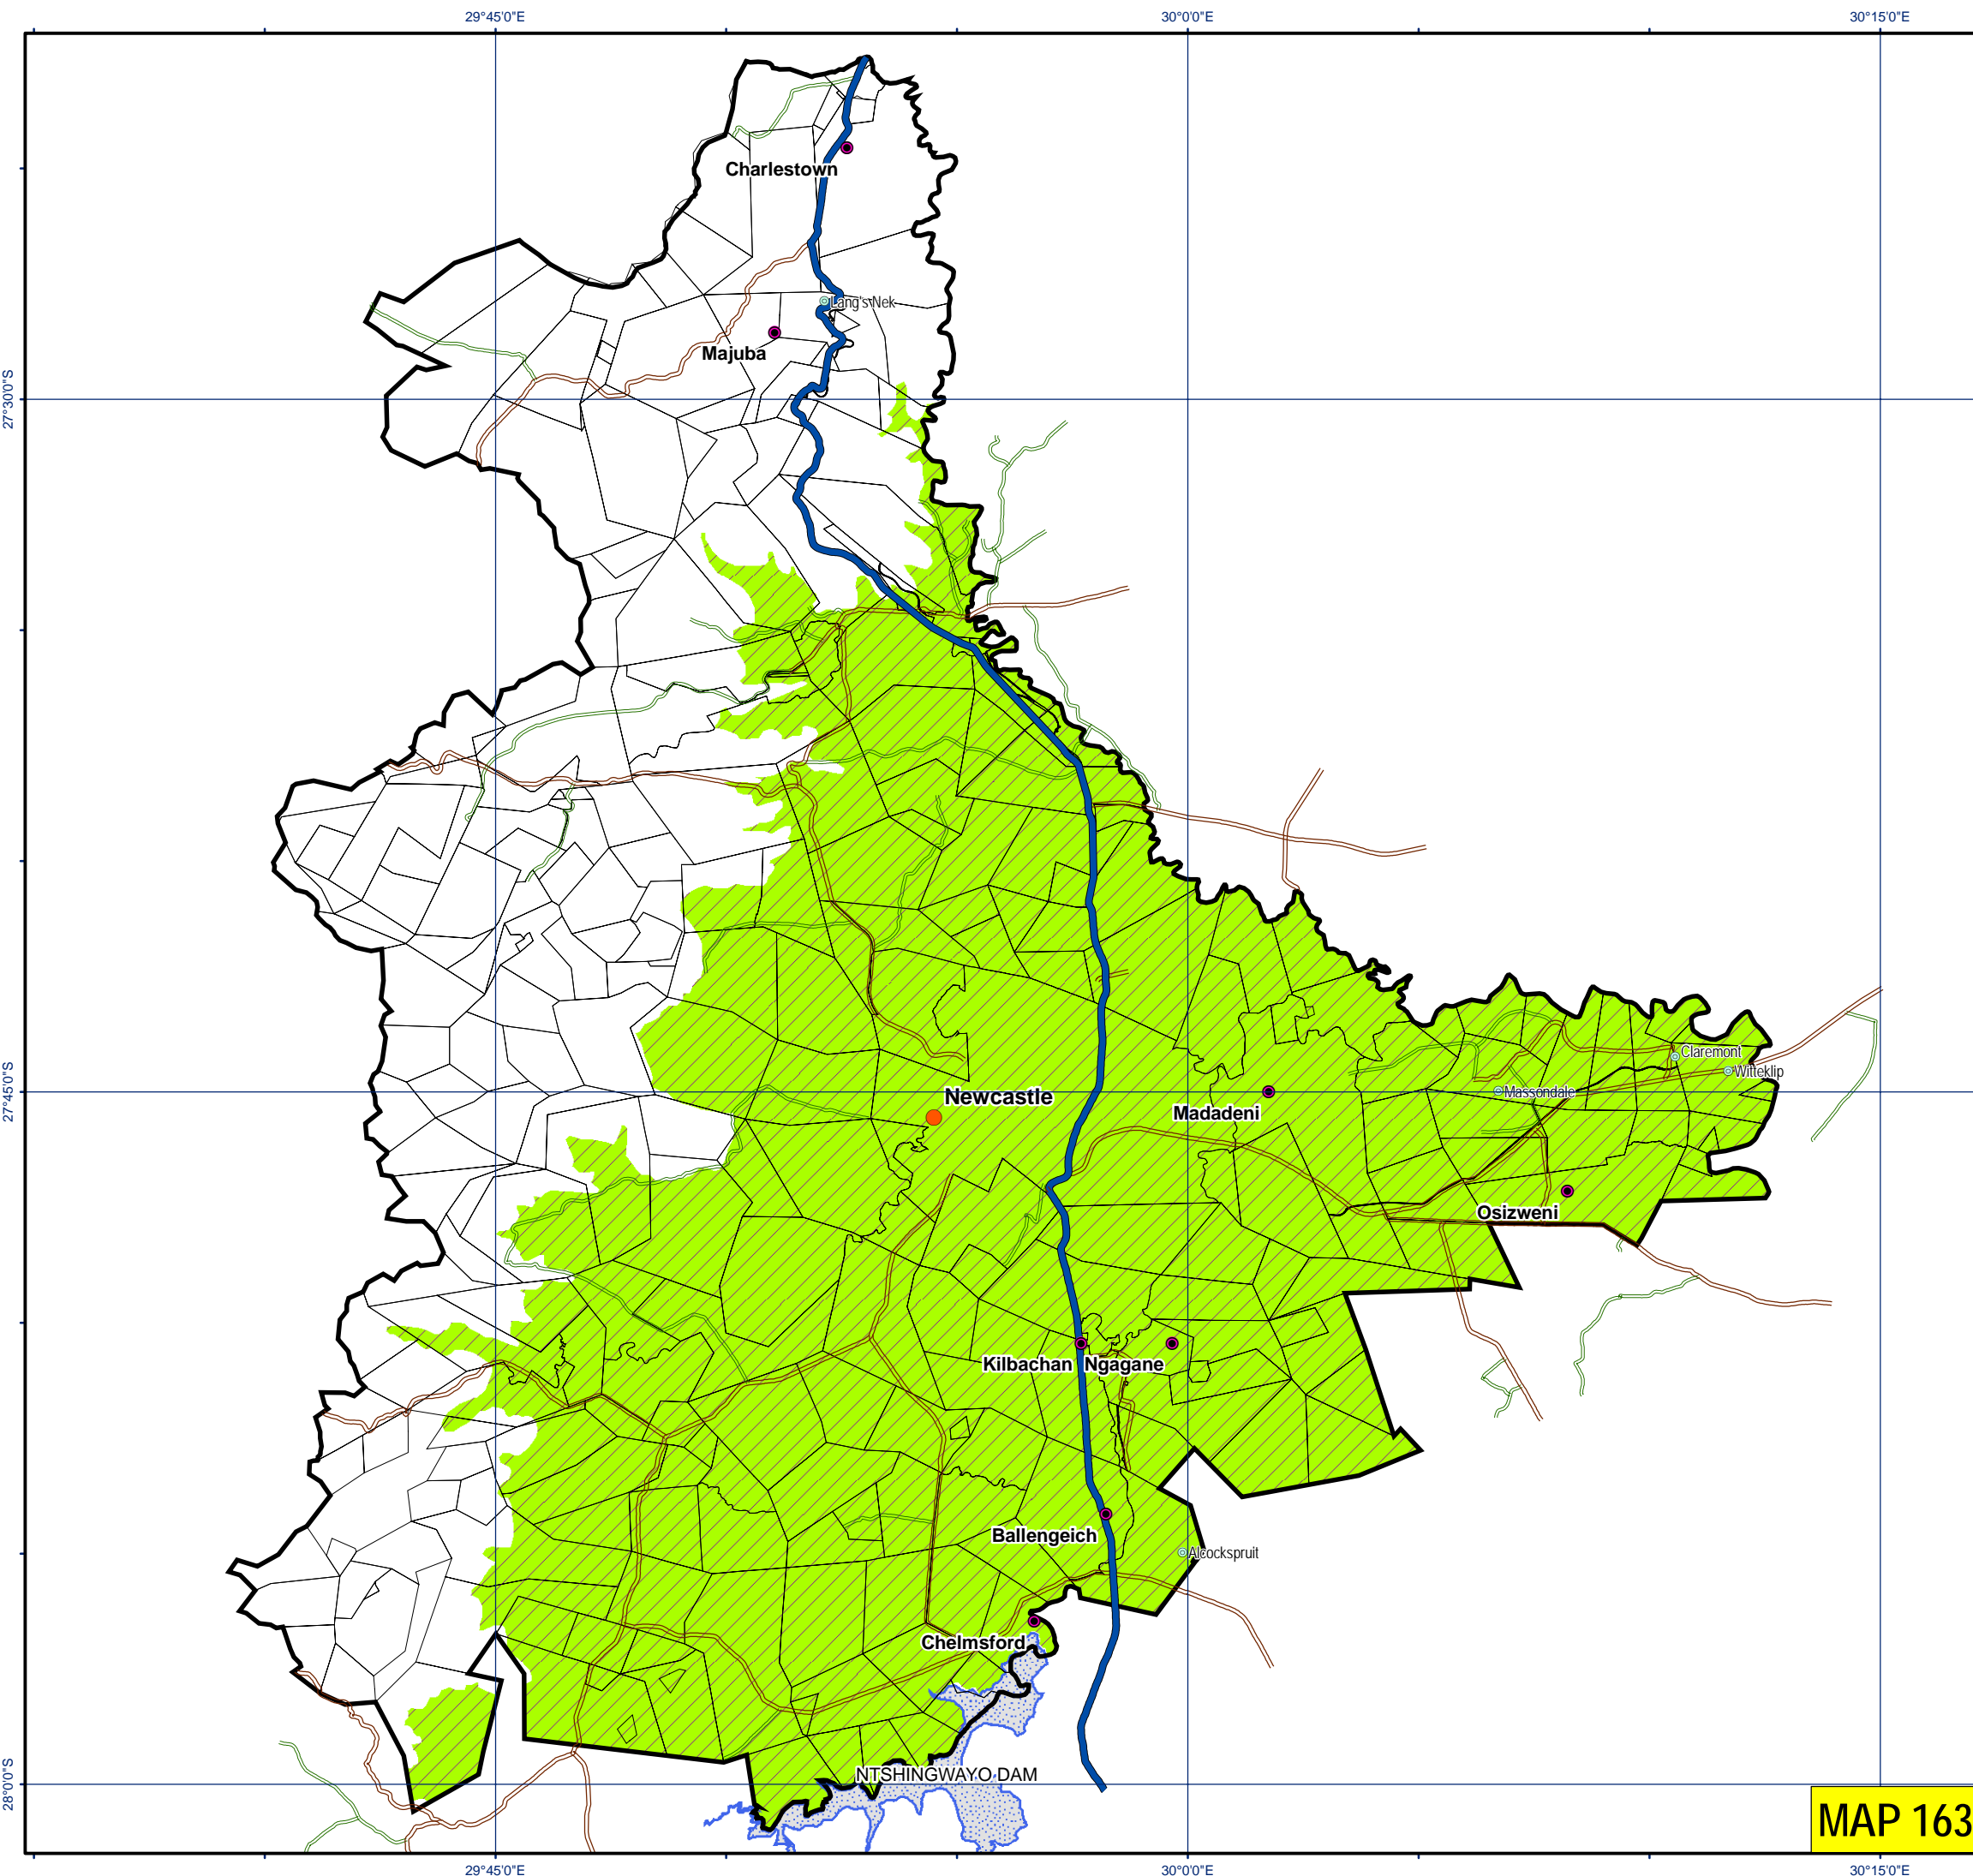 29°45'0"E
30°0'0"E
30°15'0"E
Charlestown
Lang's Nek
Majuba
27°30'0"S
Claremont
Witteklip
27°45'0"S
Massondale
Newcastle
Madadeni
Osizweni
Kilbachan
Ngagane
Ballengeich
Alcockspruit
Chelmsford
NTSHINGWAYO DAM
28°0'0"S
MAP 163
29°45'0"E
30°0'0"E
30°15'0"E